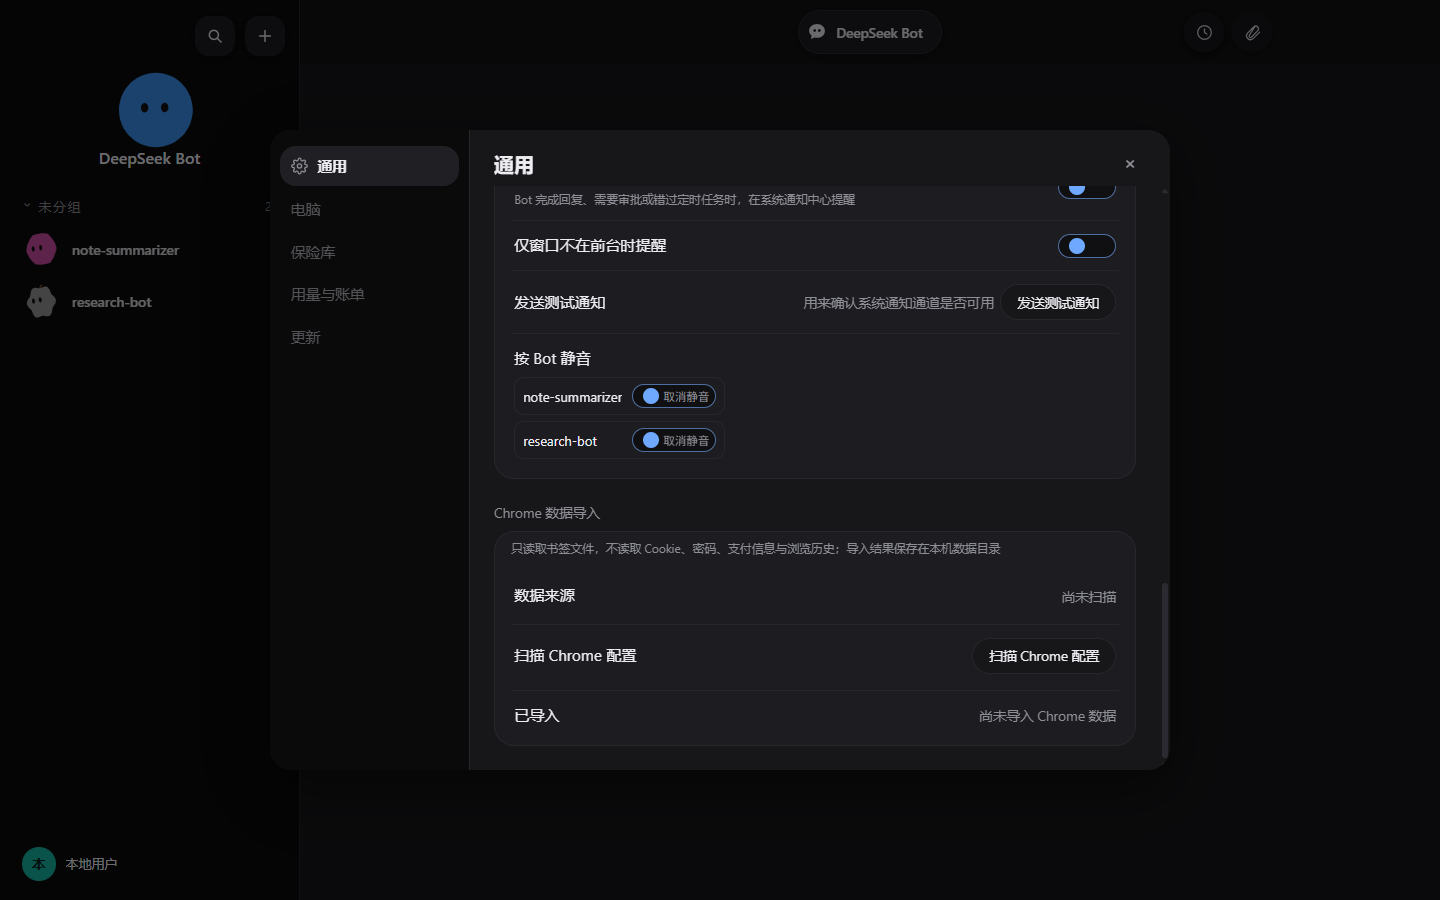 DeepSeek Bot
DeepSeek Bot
未分组 2
note-summarizer
research-bot
本 本地用户
通用
电脑
保险库
用量与账单
更新
通用
Bot 完成回复、需要审批或错过定时任务时，在系统通知中心提醒
仅窗口不在前台时提醒
发送测试通知 用来确认系统通知通道是否可用 发送测试通知
按 Bot 静音
note-summarizer 取消静音
research-bot 取消静音
Chrome 数据导入
只读取书签文件，不读取 Cookie、密码、支付信息与浏览历史；导入结果保存在本机数据目录
数据来源 尚未扫描
扫描 Chrome 配置 扫描 Chrome 配置
已导入 尚未导入 Chrome 数据